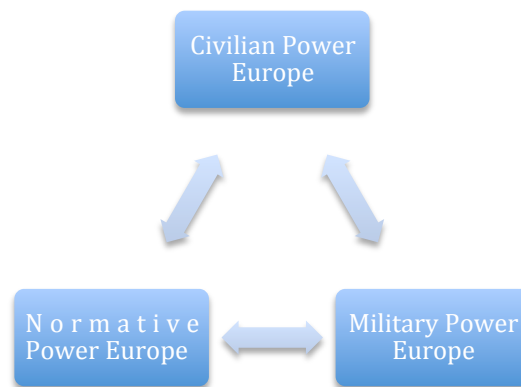 Civilian Power
Europe
N o r m a t i v e
Power Europe
Military Power
Europe